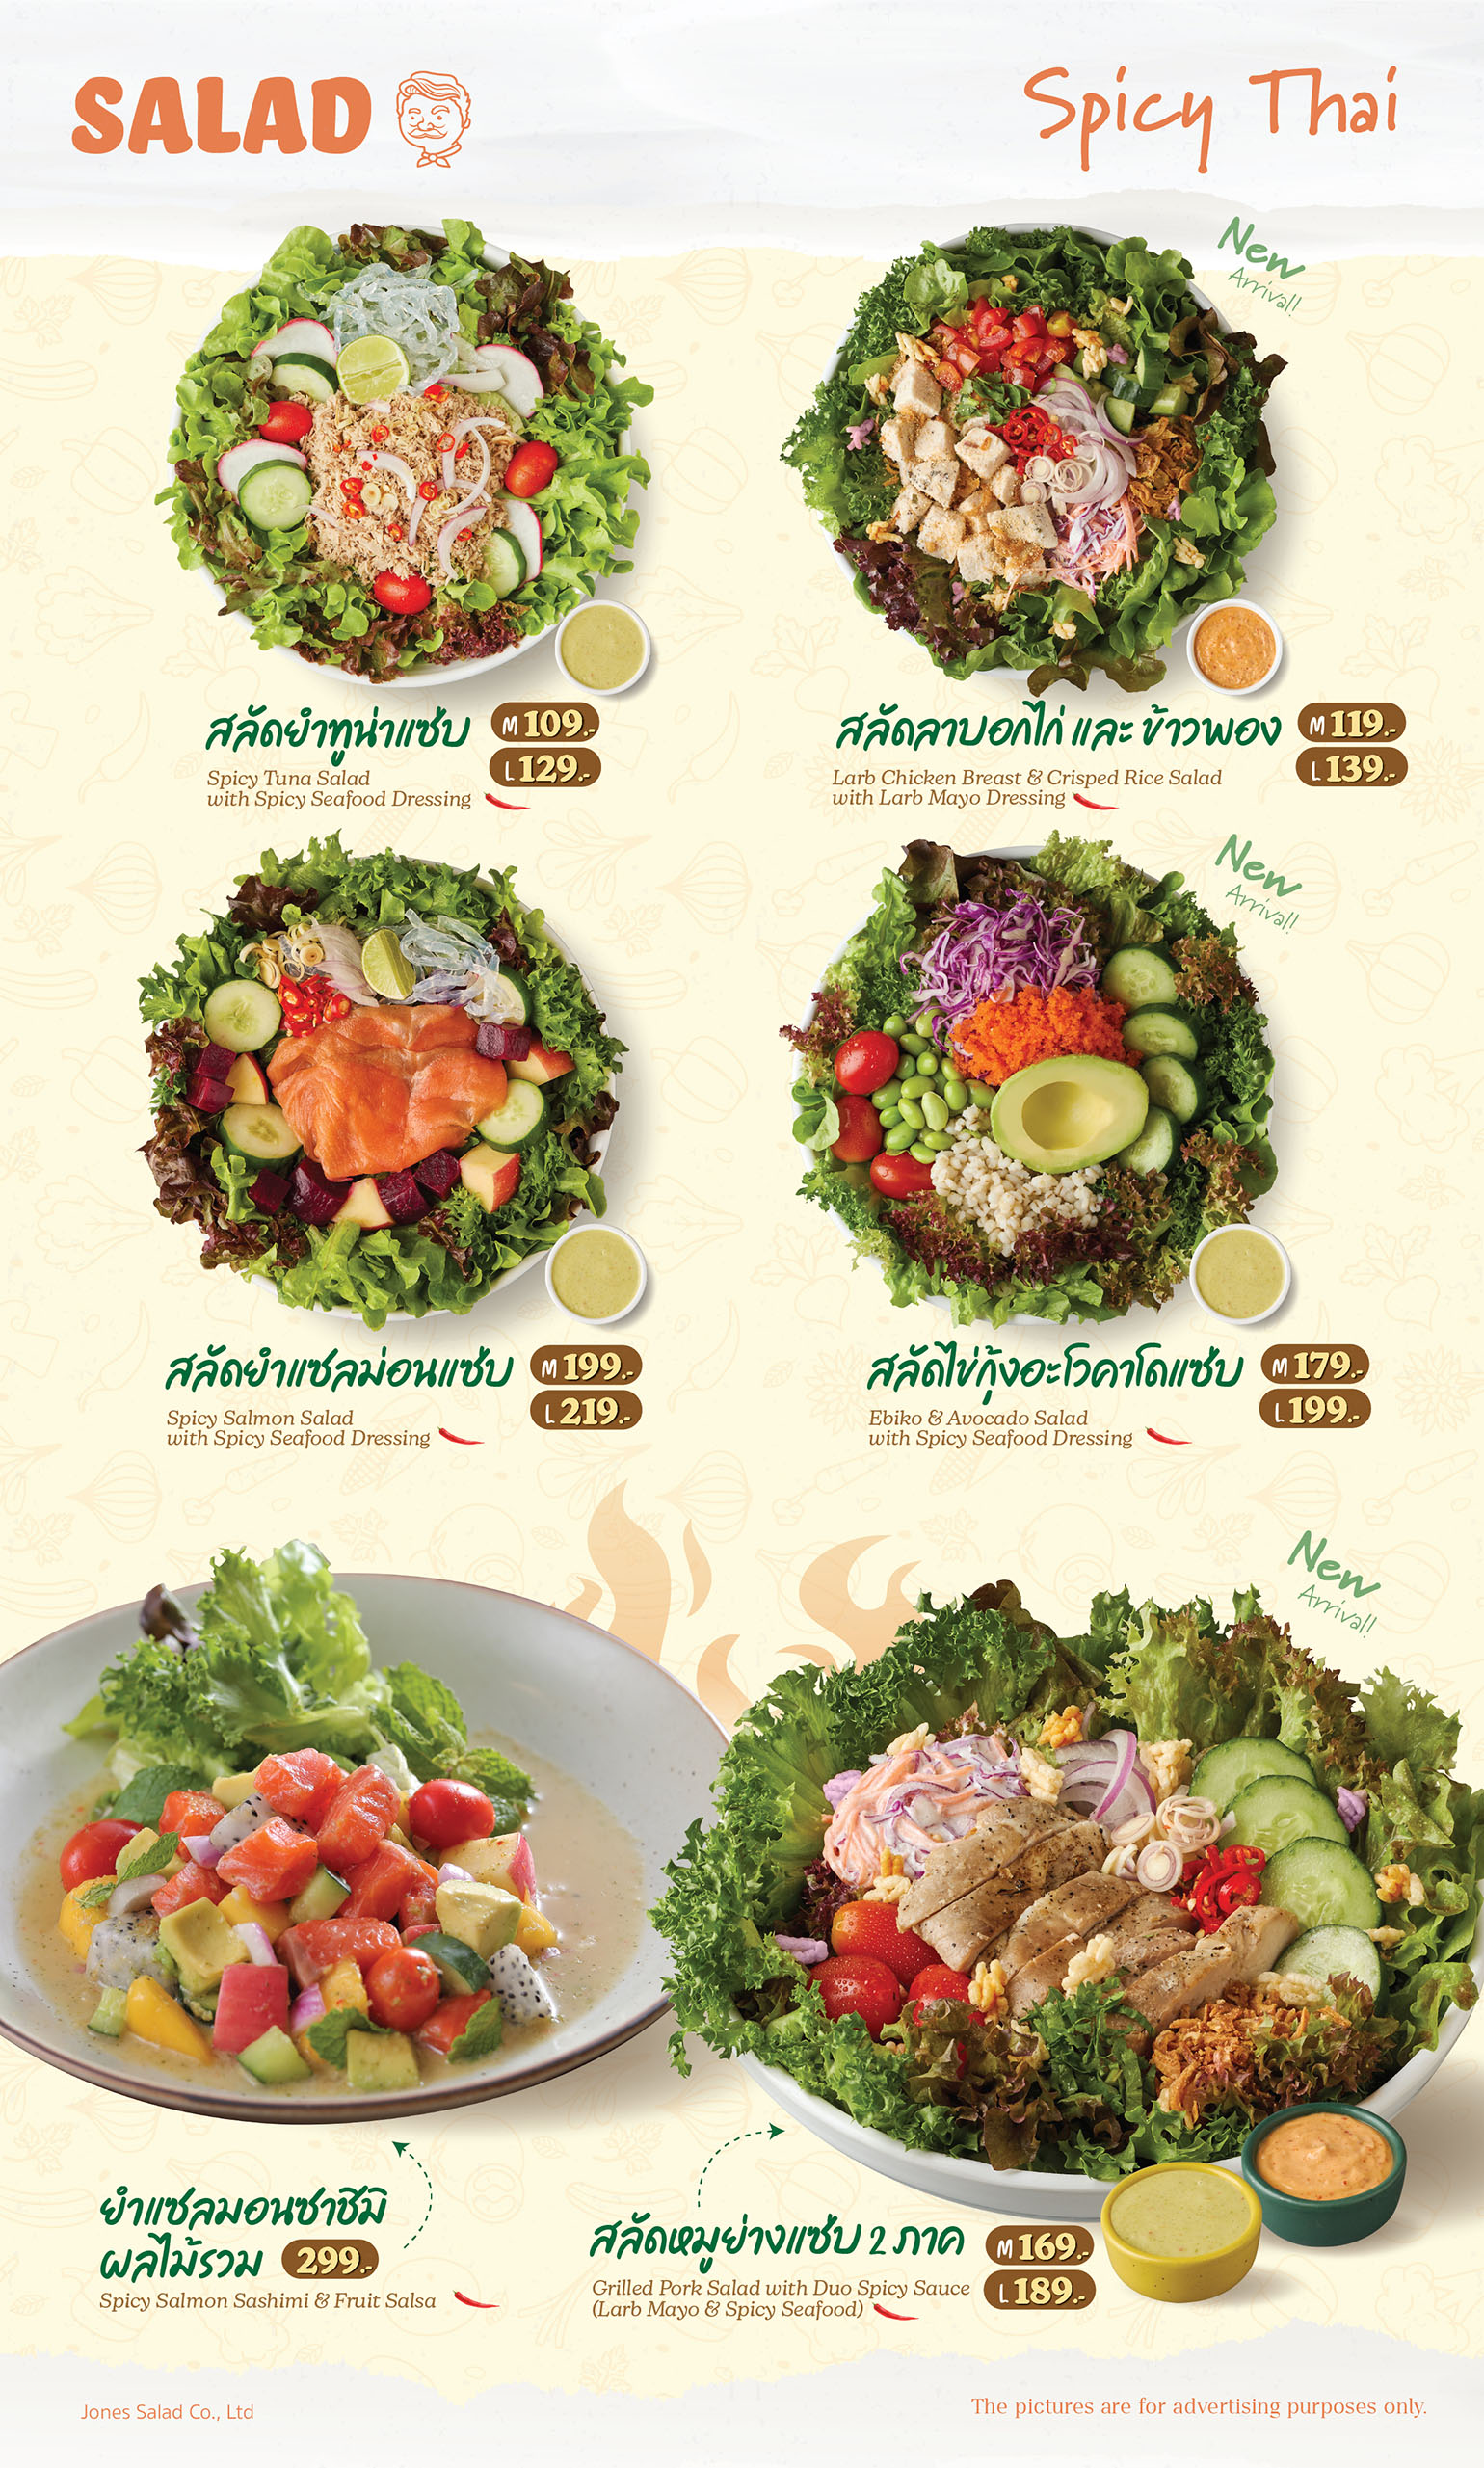 SALAD
Spicy Thai
New
Arrival!
สลัดยำทูน่าแซ่บ
M 109.-
L 129.-
Spicy Tuna Salad
with Spicy Seafood Dressing
สลัดลาบอกไก่ และ ข้าวพอง
M 119.-
L 139.-
Larb Chicken Breast & Crisped Rice Salad
with Larb Mayo Dressing
New
Arrival!
สลัดยำแซลม่อนแซ่บ
M 199.-
L 219.-
Spicy Salmon Salad
with Spicy Seafood Dressing
สลัดไข่กุ้งอะโวคาโดแซ่บ
M 179.-
L 199.-
Ebiko & Avocado Salad
with Spicy Seafood Dressing
New
Arrival!
ยำแซลมอนซาชิมิ
ผลไม้รวม 299.-
Spicy Salmon Sashimi & Fruit Salsa
สลัดหมูย่างแซ่บ 2 ภาค
M 169.-
L 189.-
Grilled Pork Salad with Duo Spicy Sauce
(Larb Mayo & Spicy Seafood)
Jones Salad Co., Ltd
The pictures are for advertising purposes only.